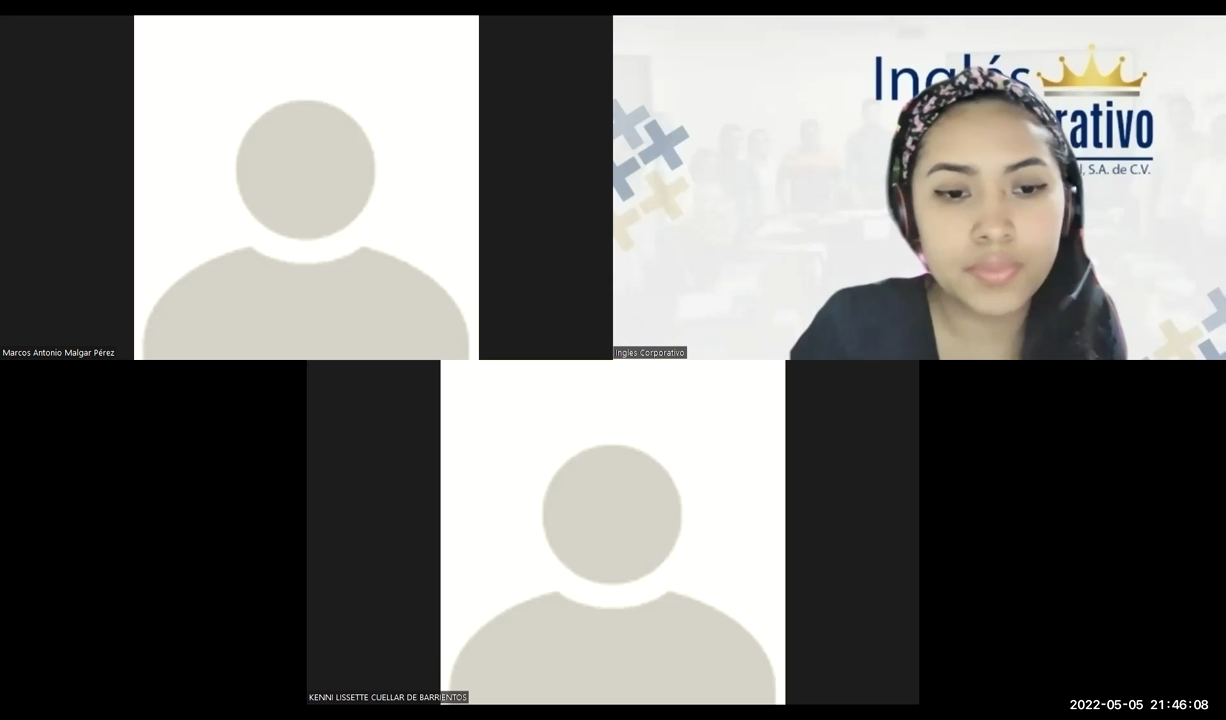 Inglés
rativo
l, S.A. de C.V.
Marcos Antonio Malgar Pérez
Ingles Corporativo
KENNI LISSETTE CUELLAR DE BARRIENTOS
2022-05-05 21:46:08